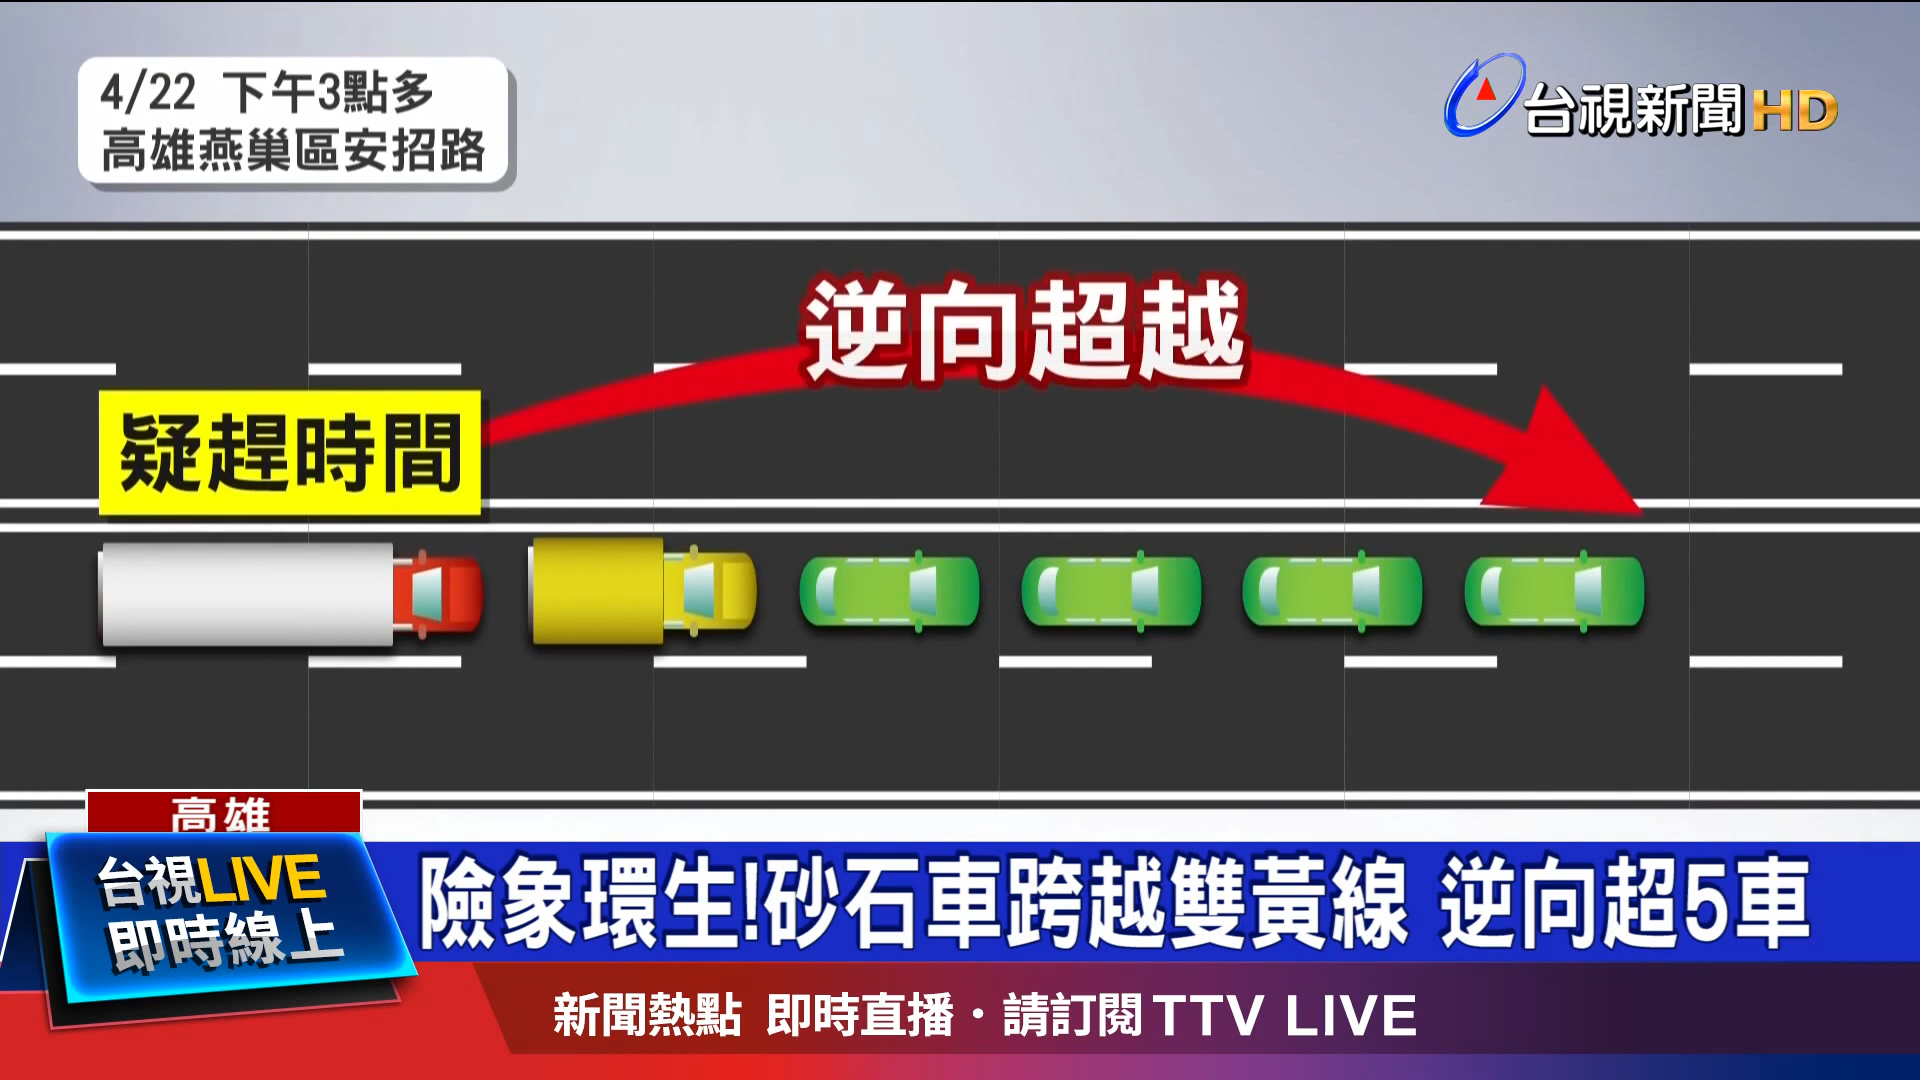 4/22 下午3點多
高雄燕巢區安招路
台視新聞HD
逆向超越
疑趕時間
高雄
台視LIVE
即時線上
險象環生!砂石車跨越雙黃線 逆向超5車
新聞熱點 即時直播・請訂閱TTV LIVE